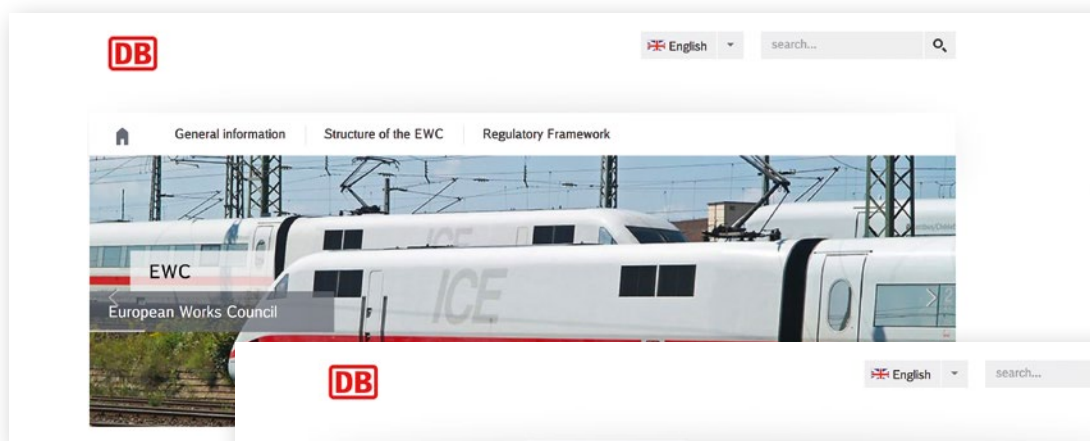 DB
English
search...
General information Structure of the EWC Regulatory Framework
ICE
EWC
ICE
European Works Council
DB
English
search...